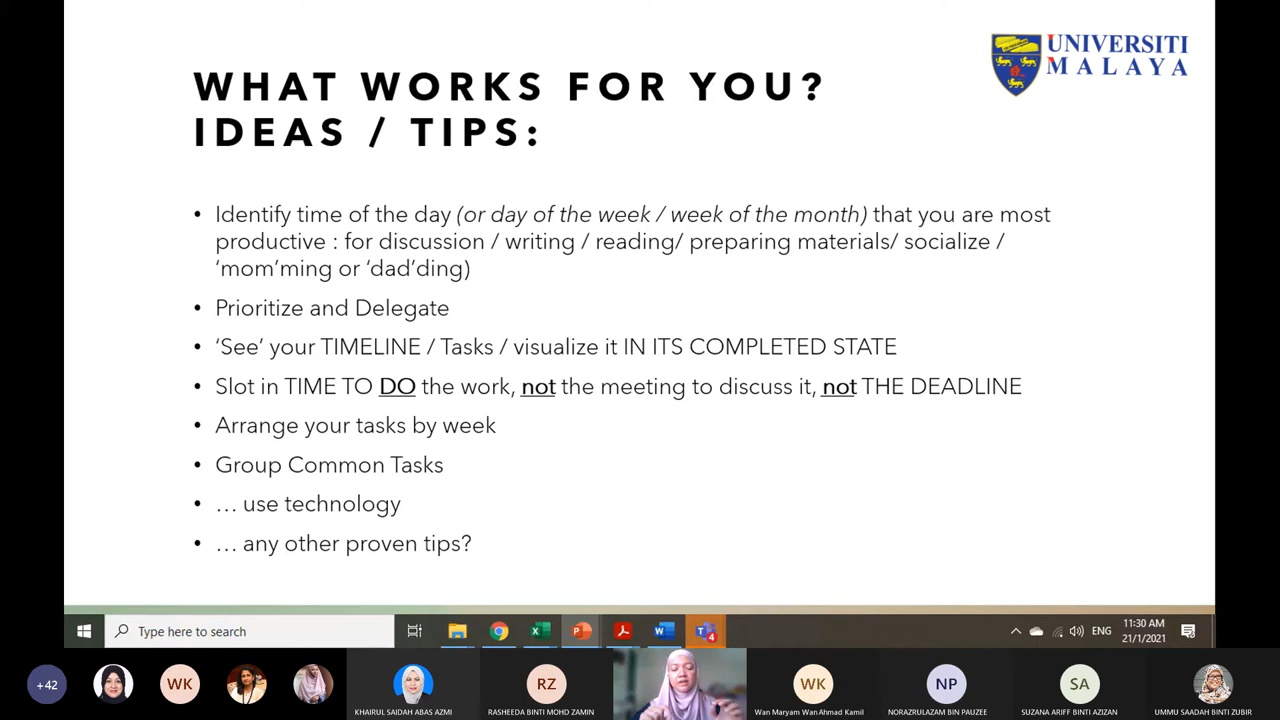 UNIVERSITI
MALAYA
WHAT WORKS FOR YOU?
IDEAS / TIPS:
• Identify time of the day (or day of the week / week of the month) that you are most
productive : for discussion / writing / reading/ preparing materials/ socialize /
‘mom’ming or ‘dad’ding)
• Prioritize and Delegate
• ‘See’ your TIMELINE / Tasks / visualize it IN ITS COMPLETED STATE
• Slot in TIME TO DO the work, not the meeting to discuss it, not THE DEADLINE
• Arrange your tasks by week
• Group Common Tasks
• … use technology
• … any other proven tips?
Type here to search
4
ENG
11:30 AM
21/1/2021
+42
WK
RZ
WK
NP
SA
KHAIRUL SAIDAH ABAS AZMI
RASHEEDA BINTI MOHD ZAMIN
Wan Maryam Wan Ahmad Kamil
NORAZRULAZAM BIN PAUZEE
SUZANA ARIFF BINTI AZIZAN
UMMU SAADAH BINTI ZUBIR